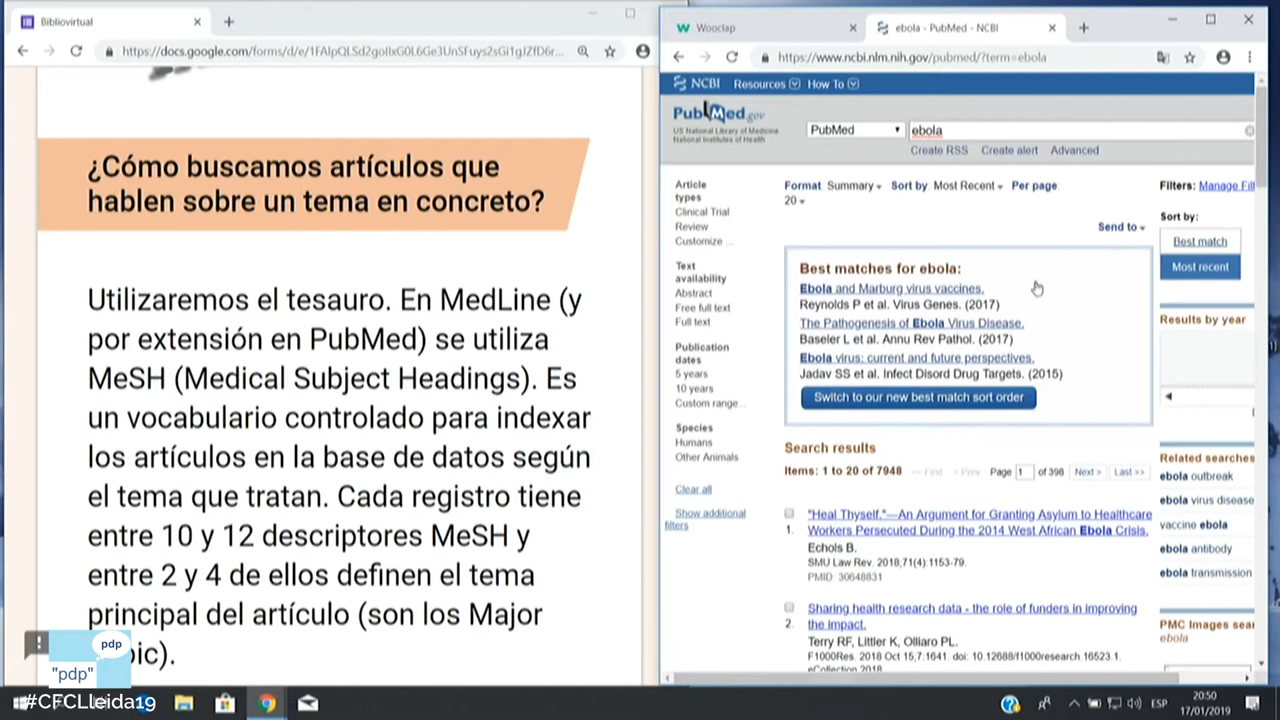 Bibliovirtual
https://docs.google.com/forms/d/e/1FAIpQLSd2goIlxG0L6Ge3UnSFuys2sGi1gJZfD6r...
¿Cómo buscamos artículos que
hablen sobre un tema en concreto?
Utilizaremos el tesauro. En MedLine (y
por extensión en PubMed) se utiliza
MeSH (Medical Subject Headings). Es
un vocabulario controlado para indexar
los artículos en la base de datos según
el tema que tratan. Cada registro tiene
entre 10 y 12 descriptores MeSH y
entre 2 y 4 de ellos definen el tema
principal del artículo (son los Major
pic).
pdp
"pdp"
#CFCLleida19
Wooclap
ebola - PubMed - NCBI
https://www.ncbi.nlm.nih.gov/pubmed/?term=ebola
NCBI Resources How To
PubMed.gov
US National Library of Medicine
National Institutes of Health
PubMed
ebola
Create RSS Create alert Advanced
Article
types
Clinical Trial
Review
Customize ...
Text
availability
Abstract
Free full text
Full text
Publication
dates
5 years
10 years
Custom range...
Species
Humans
Other Animals
Clear all
Show additional
filters
Format Summary Sort by Most Recent Per page
20
Send to
Best matches for ebola:
Ebola and Marburg virus vaccines.
Reynolds P et al. Virus Genes. (2017)
The Pathogenesis of Ebola Virus Disease.
Baseler L et al. Annu Rev Pathol. (2017)
Ebola virus: current and future perspectives.
Jadav SS et al. Infect Disord Drug Targets. (2015)
Switch to our new best match sort order
Search results
Items: 1 to 20 of 7948 << First < Prev Page 1 of 398 Next > Last >>
"Heal Thyself."—An Argument for Granting Asylum to Healthcare
1. Workers Persecuted During the 2014 West African Ebola Crisis.
Echols B.
SMU Law Rev. 2018;71(4):1153-79.
PMID: 30648831
Sharing health research data - the role of funders in improving
2. the impact.
Terry RF, Littler K, Olliaro PL.
F1000Res. 2018 Oct 15;7:1641. doi: 10.12688/f1000research.16523.1.
eCollection 2018.
Filters: Manage Fil
Sort by:
Best match
Most recent
Results by year
Related searches
ebola outbreak
ebola virus disease
vaccine ebola
ebola antibody
ebola transmission
PMC Images sear
ebola
ESP
20:50
17/01/2019